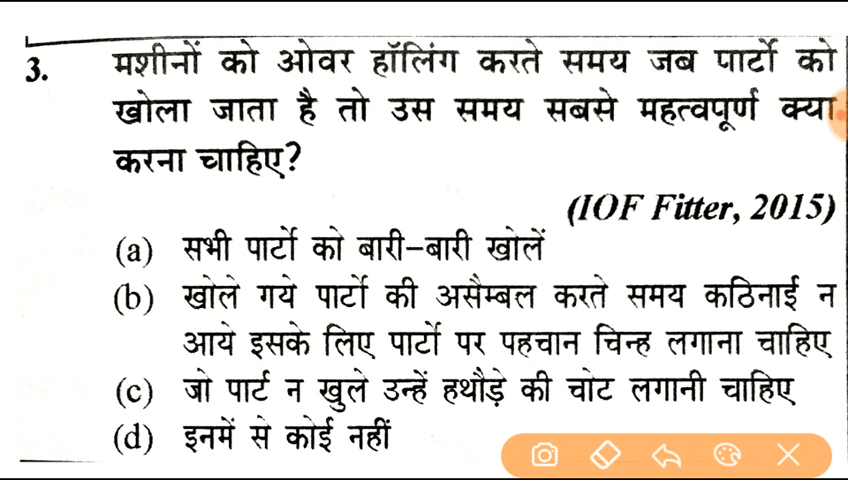 3. मशीनों को ओवर हॉलिंग करते समय जब पार्टो को
खोला जाता है तो उस समय सबसे महत्वपूर्ण क्या
करना चाहिए?
(IOF Fitter, 2015)
(a) सभी पार्टो को बारी-बारी खोलें
(b) खोले गये पार्टो की असैम्बल करते समय कठिनाई न
आये इसके लिए पार्टो पर पहचान चिन्ह लगाना चाहिए
(c) जो पार्ट न खुले उन्हें हथौड़े की चोट लगानी चाहिए
(d) इनमें से कोई नहीं